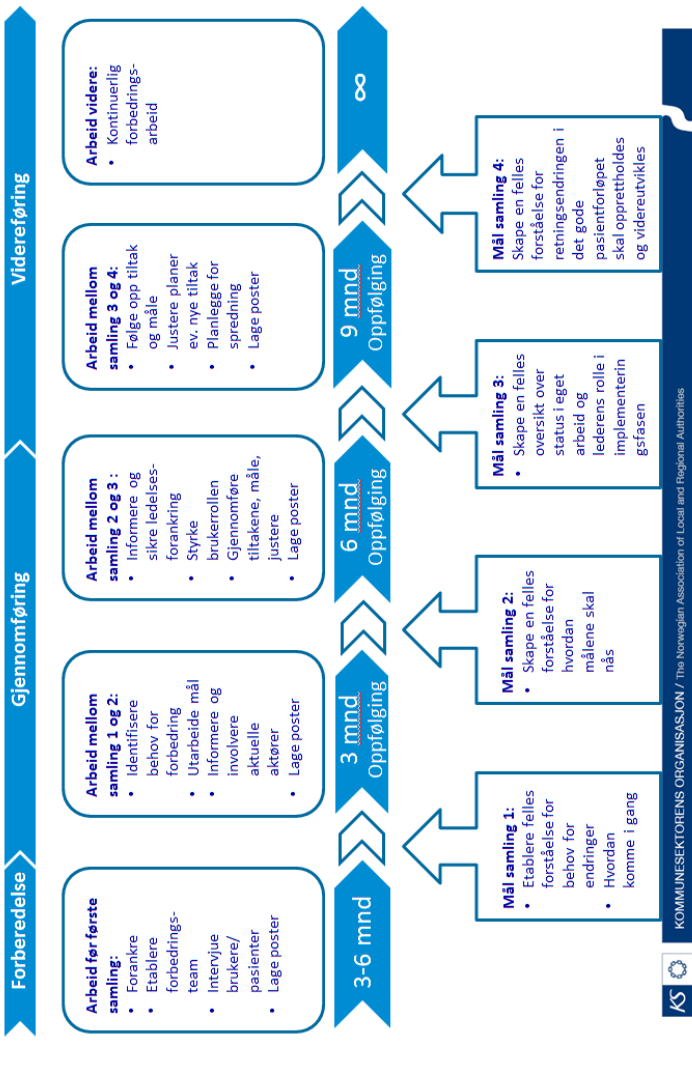 Forberedelse
Gjennomføring
Videreføring
Arbeid før første
samling:
• Forankre
• Etablere
forbedrings-
team
• Intervjue
brukere/
pasienter
• Lage poster
Arbeid mellom
samling 1 og 2:
• Identifisere
behov for
forbedring
• Utarbeide mål
• Informere og
involvere
aktuelle
aktører
• Lage poster
Arbeid mellom
samling 2 og 3 :
• Informere og
sikre ledelses-
forankring
• Styrke
brukerrollen
• Gjennomføre
tiltakene, måle,
justere
• Lage poster
Arbeid mellom
samling 3 og 4:
• Følge opp tiltak
og måle
• Justere planer
ev. nye tiltak
• Planlegge for
spredning
• Lage poster
Arbeid videre:
• Kontinuerlig
forbedrings-
arbeid
3-6 mnd
3 mnd
Oppfølging
6 mnd
Oppfølging
9 mnd
Oppfølging
∞
Mål samling 1:
• Etablere felles
forståelse for
behov for
endringer
• Hvordan
komme i gang
Mål samling 2:
• Skape en felles
forståelse for
hvordan
målene skal
nås
Mål samling 3:
• Skape en felles
oversikt over
status i eget
arbeid og
lederens rolle i
implementerin
gsfasen
Mål samling 4:
Skape en felles
forståelse for
retningsendringen i
det gode
pasientforløpet
skal opprettholdes
og videreutvikles
KS
KOMMUNESEKTORENS ORGANISASJON / The Norwegian Association of Local and Regional Authorities